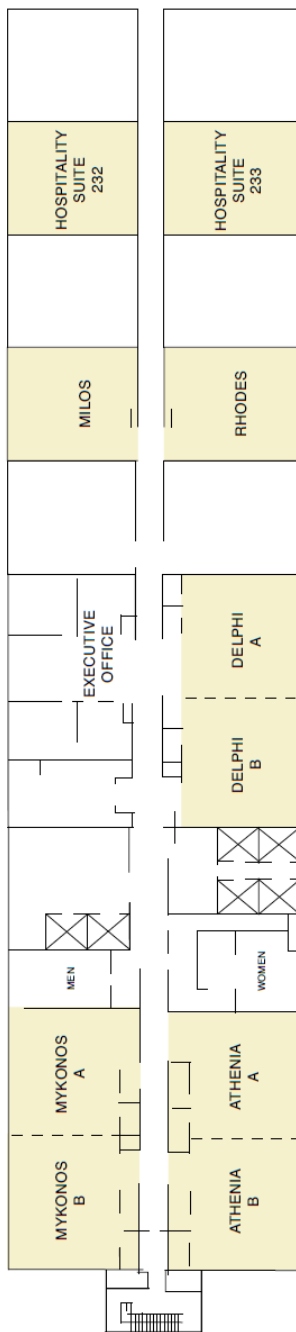 HOSPITALITY
SUITE
232
HOSPITALITY
SUITE
233
MILOS
RHODES
EXECUTIVE
OFFICE
DELPHI
A
DELPHI
B
MEN
WOMEN
MYKONOS
A
ATHENIA
A
MYKONOS
B
ATHENIA
B